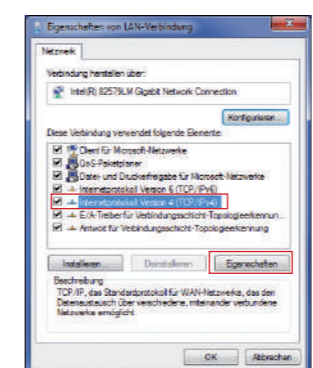 Eigenschaften von LAN-Verbindung
Netzwerk
Verbindung herstellen über:
Intel(R) 82579LM Gigabit Network Connection
Konfigurieren...
Diese Verbindung verwendet folgende Elemente:
Client für Microsoft-Netzwerke
QoS-Paketplaner
Datei- und Druckerfreigabe für Microsoft-Netzwerke
Internetprotokoll Version 6 (TCP/IPv6)
Internetprotokoll Version 4 (TCP/IPv4)
E/A-Treiber für Verbindungsschicht-Topologieerkennun...
Antwort für Verbindungsschicht-Topologieerkennung
Installieren...
Deinstallieren
Eigenschaften
Beschreibung
TCP/IP, das Standardprotokoll für WAN-Netzwerke, das den
Datenaustausch über verschiedene, miteinander verbundene
Netzwerke ermöglicht.
OK
Abbrechen